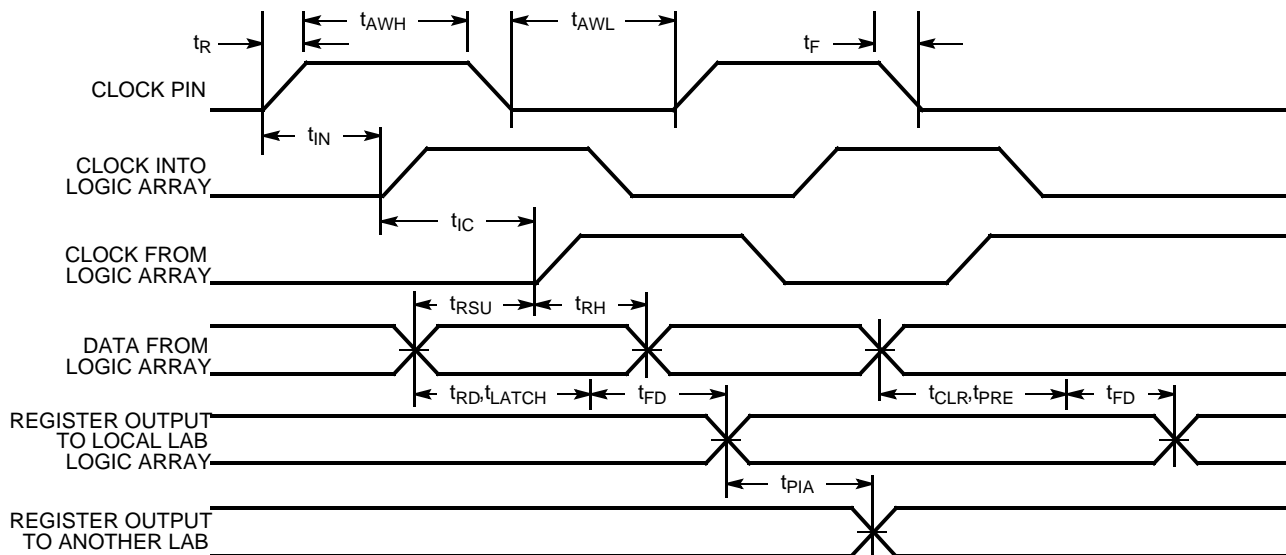 tAWH
tAWL
tR
tF
CLOCK PIN
tIN
CLOCK INTO
LOGIC ARRAY
tIC
CLOCK FROM
LOGIC ARRAY
tRSU
tRH
DATA FROM
LOGIC ARRAY
tRD,tLATCH
tFD
tCLR,tPRE
tFD
REGISTER OUTPUT
TO LOCAL LAB
LOGIC ARRAY
tPIA
REGISTER OUTPUT
TO ANOTHER LAB